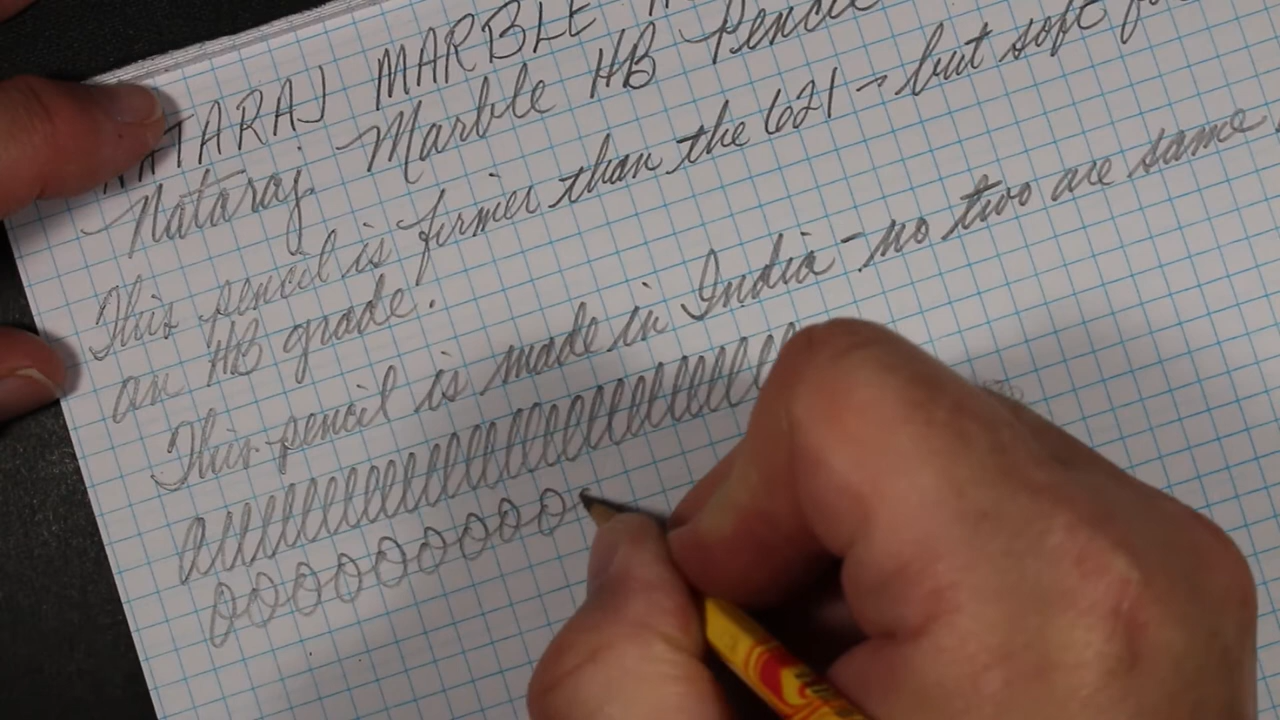 NATARAJ MARBLE
Nataraj Marble HB Pencil
This pencil is firmer than the 621 - but soft for
an HB grade.
This pencil is made in India - no two are same